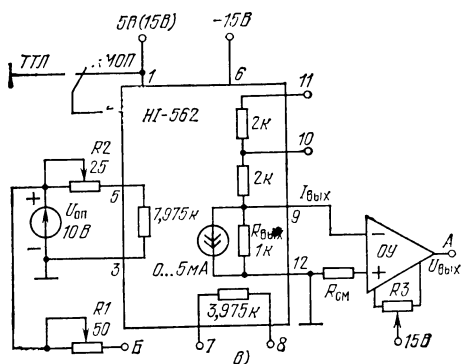 5В(15В)
-15В
ТТЛ
МОП
1
6
11
HI-562
2к
10
R2
25
5
2к
Iвых
9
+
Uоп
10В
-
7,975к
Rвых
1к
-
ОУ
А
3
0...5мА
12
+
Uвых
Rсм
R3
R1
50
3,975к
Б
7
8
15В
в)